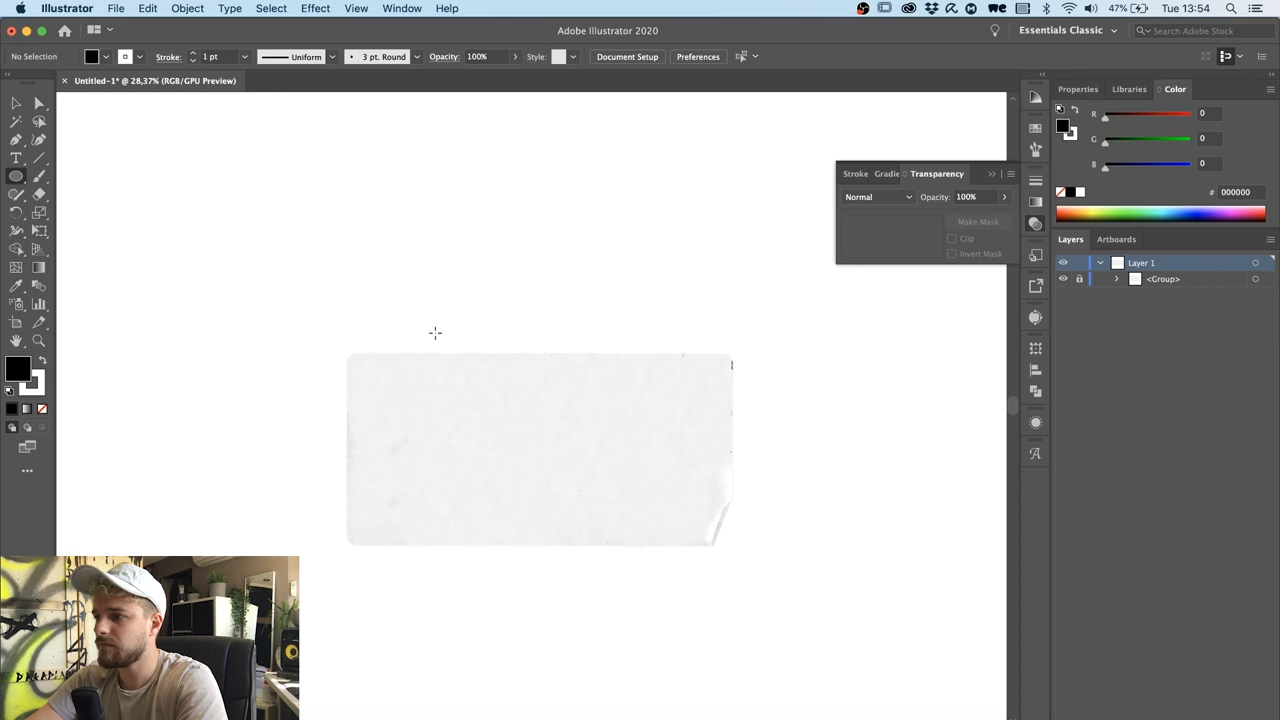 Illustrator File Edit Object Type Select Effect View Window Help 47% Tue 13:54
Adobe Illustrator 2020 Essentials Classic Search Adobe Stock
No Selection Stroke: 1 pt Uniform 3 pt. Round Opacity: 100% Style: Document Setup Preferences
Untitled-1* @ 28,37% (RGB/GPU Preview)
Properties Libraries Color
R 0
G 0
B 0
# 000000
Stroke Gradie Transparency
Normal Opacity: 100%
Make Mask
Clip
Invert Mask
Layers Artboards
Layer 1
<Group>